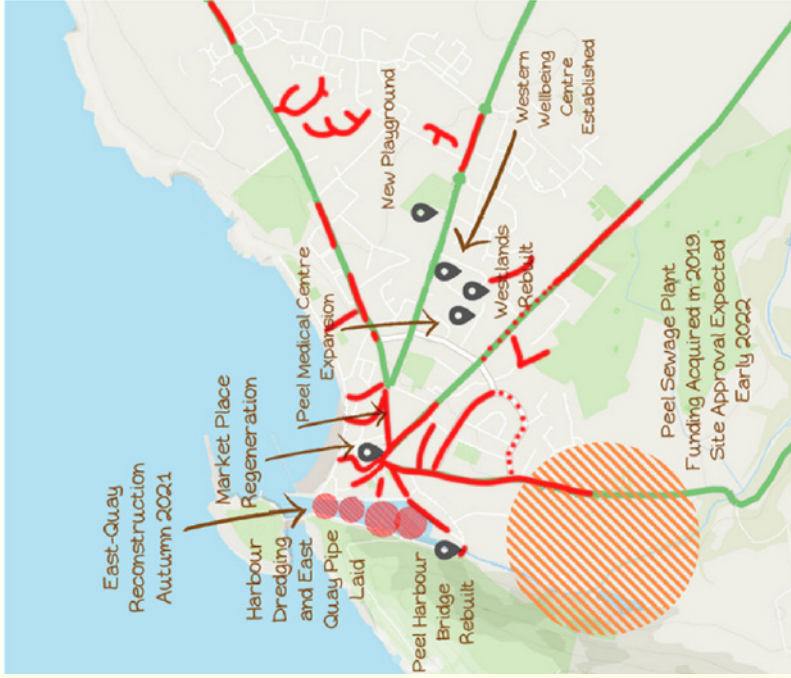 East-Quay
Reconstruction
Autumn 2021
Market Place
Regeneration
Harbour
Dredging
and East
Quay Pipe
Laid
Peel Harbour
Bridge
Rebuilt
Peel Medical Centre
Expansion
New Playground
Western
Wellbeing
Centre
Established
Westlands
Rebuilt
Peel Sewage Plant
Funding Acquired in 2019.
Site Approval Expected
Early 2022